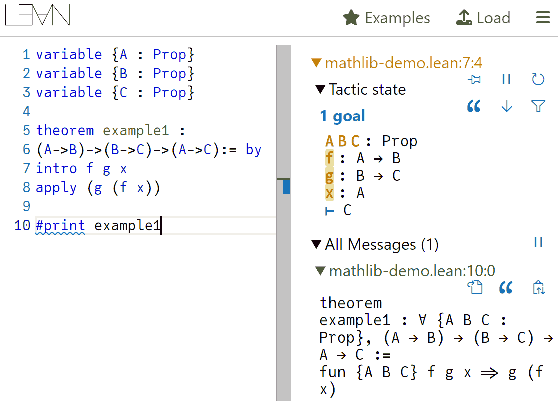 LEAN
Examples
Load
1 variable {A : Prop}
2 variable {B : Prop}
3 variable {C : Prop}
4
5 theorem example1 :
6 (A->B)->(B->C)->(A->C):= by
7 intro f g x
8 apply (g (f x))
9
10 #print example1
▼mathlib-demo.lean:7:4
▼Tactic state
1 goal
A B C : Prop
f : A → B
g : B → C
x : A
⊢ C
▼All Messages (1)
▼mathlib-demo.lean:10:0
theorem
example1 : ∀ {A B C :
Prop}, (A → B) → (B → C) →
A → C :=
fun {A B C} f g x ⇒ g (f
x)